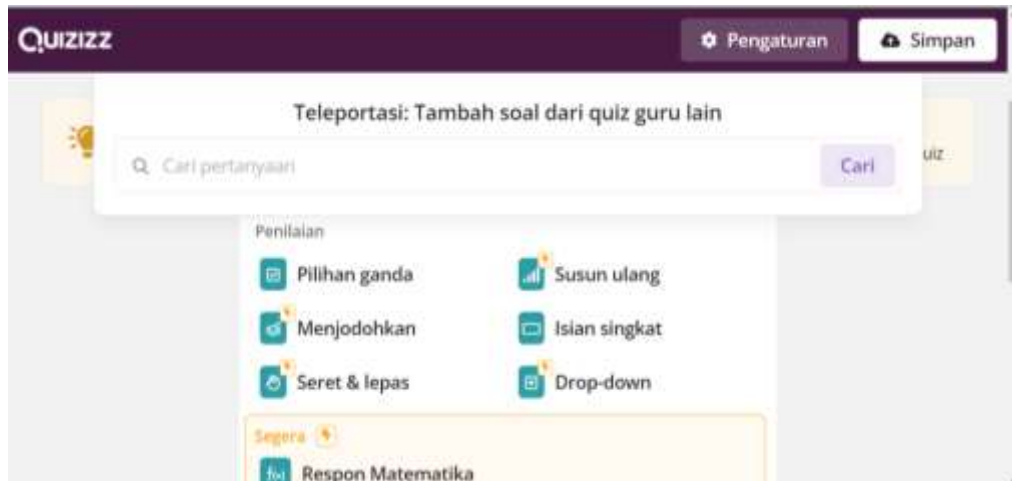 Quizizz
Pengaturan
Simpan
Teleportasi: Tambah soal dari quiz guru lain
Cari pertanyaan
Cari
uiz
Penilaian
Pilihan ganda
Susun ulang
Menjodohkan
Isian singkat
Seret & lepas
Drop-down
Segera
f(x) Respon Matematika